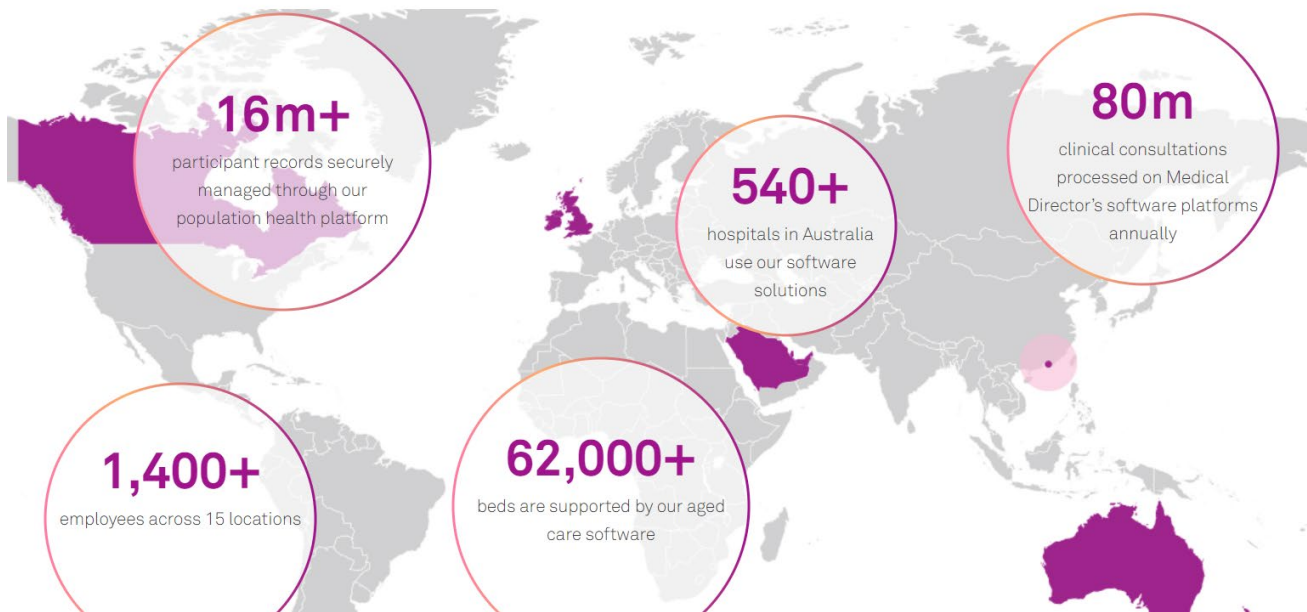 16m+
participant records securely
managed through our
population health platform
540+
hospitals in Australia
use our software
solutions
80m
clinical consultations
processed on Medical
Director's software platforms
annually
1,400+
employees across 15 locations
62,000+
beds are supported by our aged
care software